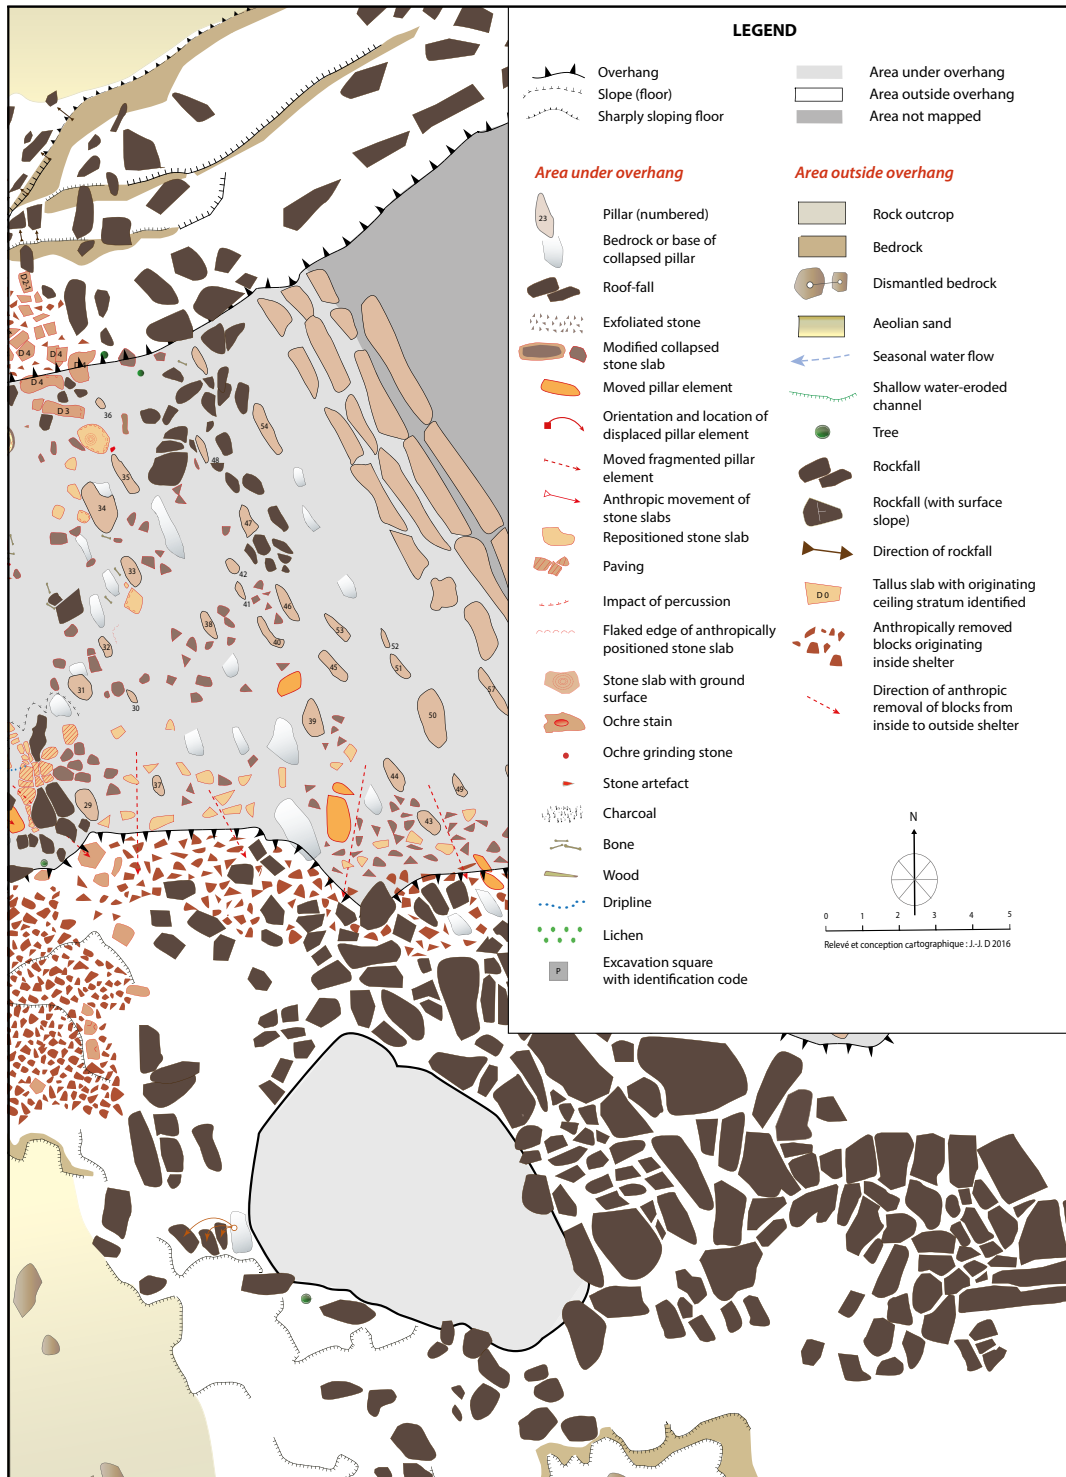 LEGEND
Overhang
Slope (floor)
Sharply sloping floor
Area under overhang
Area outside overhang
Area not mapped
Area under overhang
23
Pillar (numbered)
Bedrock or base of
collapsed pillar
Roof-fall
Exfoliated stone
Modified collapsed
stone slab
Moved pillar element
Orientation and location of
displaced pillar element
Moved fragmented pillar
element
Anthropic movement of
stone slabs
Repositioned stone slab
Paving
Impact of percussion
Flaked edge of anthropically
positioned stone slab
Stone slab with ground
surface
Ochre stain
Ochre grinding stone
Stone artefact
Charcoal
Bone
Wood
Dripline
Lichen
P
Excavation square
with identification code
Area outside overhang
Rock outcrop
Bedrock
Dismantled bedrock
Aeolian sand
Seasonal water flow
Shallow water-eroded
channel
Tree
Rockfall
Rockfall (with surface
slope)
Direction of rockfall
D 0
Tallus slab with originating
ceiling stratum identified
Anthropically removed
blocks originating
inside shelter
Direction of anthropic
removal of blocks from
inside to outside shelter
N
0 1 2 3 4 5
Relevé et conception cartographique : J.-J. D 2016
D 4
D 4
D 4
D 3
36
54
48
35
34
47
33
42
41
46
38
40
53
52
32
45
51
31
30
57
39
50
44
37
49
29
43